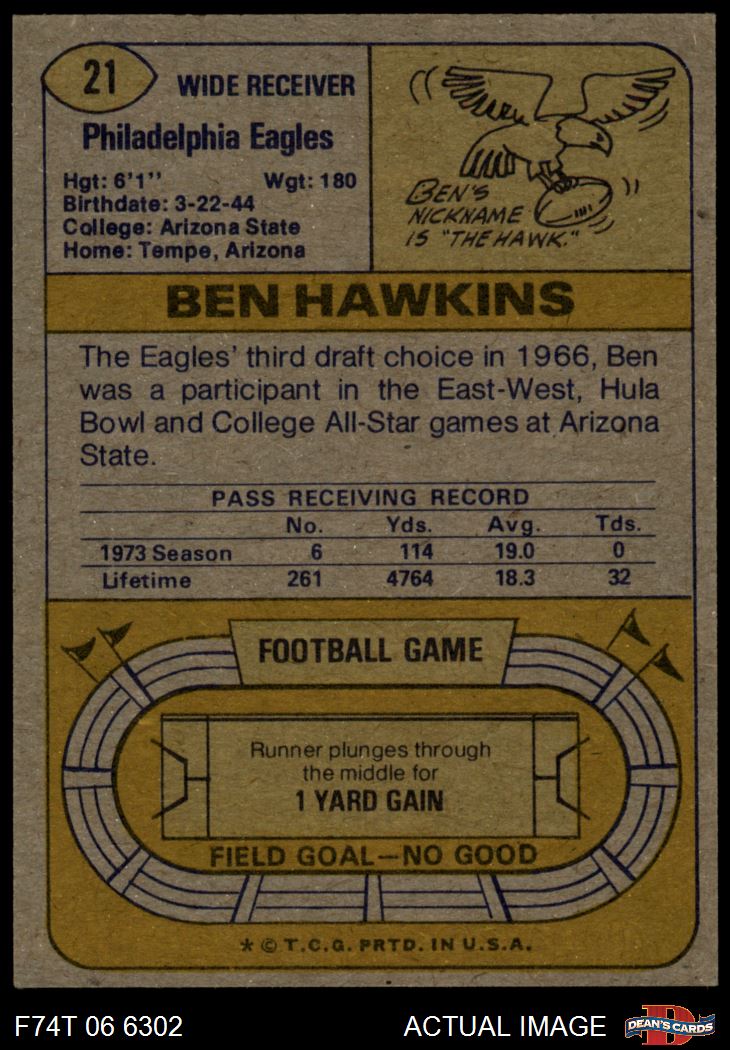 21
WIDE RECEIVER
Philadelphia Eagles
Hgt: 6'1" Wgt: 180
Birthdate: 3-22-44
College: Arizona State
Home: Tempe, Arizona
BEN'S
NICKNAME
IS "THE HAWK."
BEN HAWKINS
The Eagles' third draft choice in 1966, Ben
was a participant in the East-West, Hula
Bowl and College All-Star games at Arizona
State.
PASS RECEIVING RECORD
No. Yds. Avg. Tds.
1973 Season 6 114 19.0 0
Lifetime 261 4764 18.3 32
FOOTBALL GAME
Runner plunges through
the middle for
1 YARD GAIN
FIELD GOAL—NO GOOD
* © T.C.G. PRTD. IN U.S.A.
F74T 06 6302 ACTUAL IMAGE
D
DEAN'S CARDS